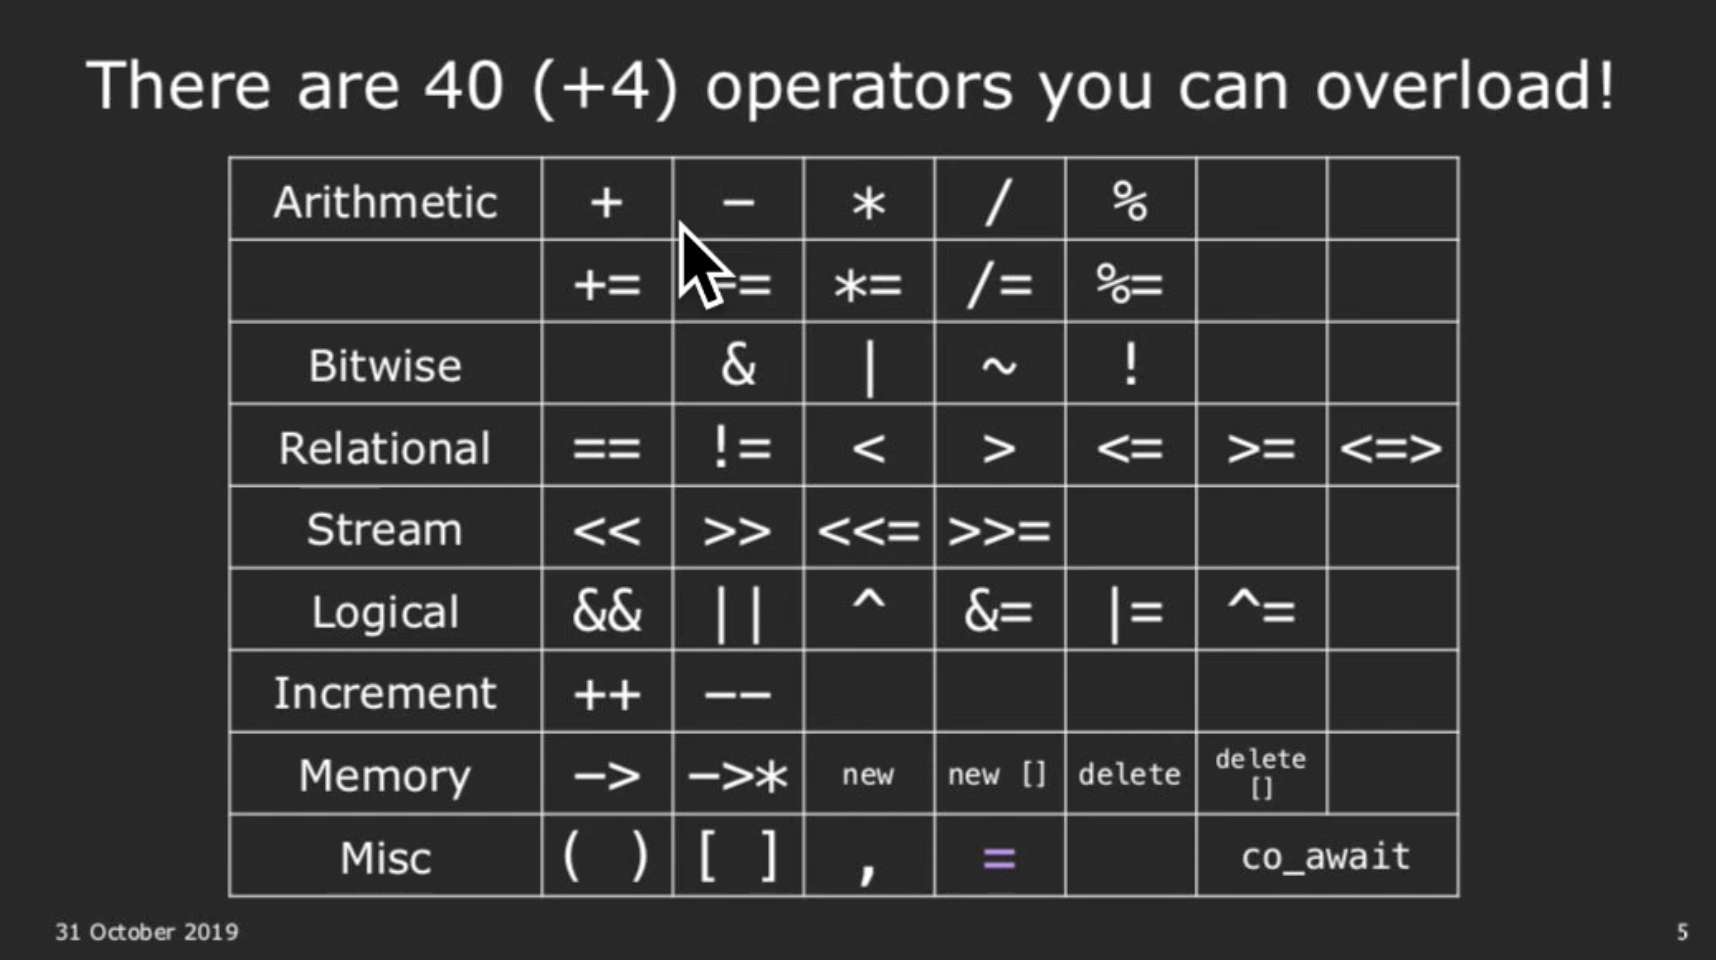 There are 40 (+4) operators you can overload!
Arithmetic + - * / %
+= -= *= /= %=
Bitwise & | ~ !
Relational == != < > <= >= <=>
Stream << >> <<= >>=
Logical && || ^ &= |= ^=
Increment ++ --
Memory -> ->* new new [] delete delete []
Misc ( ) [ ] , = co_await
31 October 2019 5